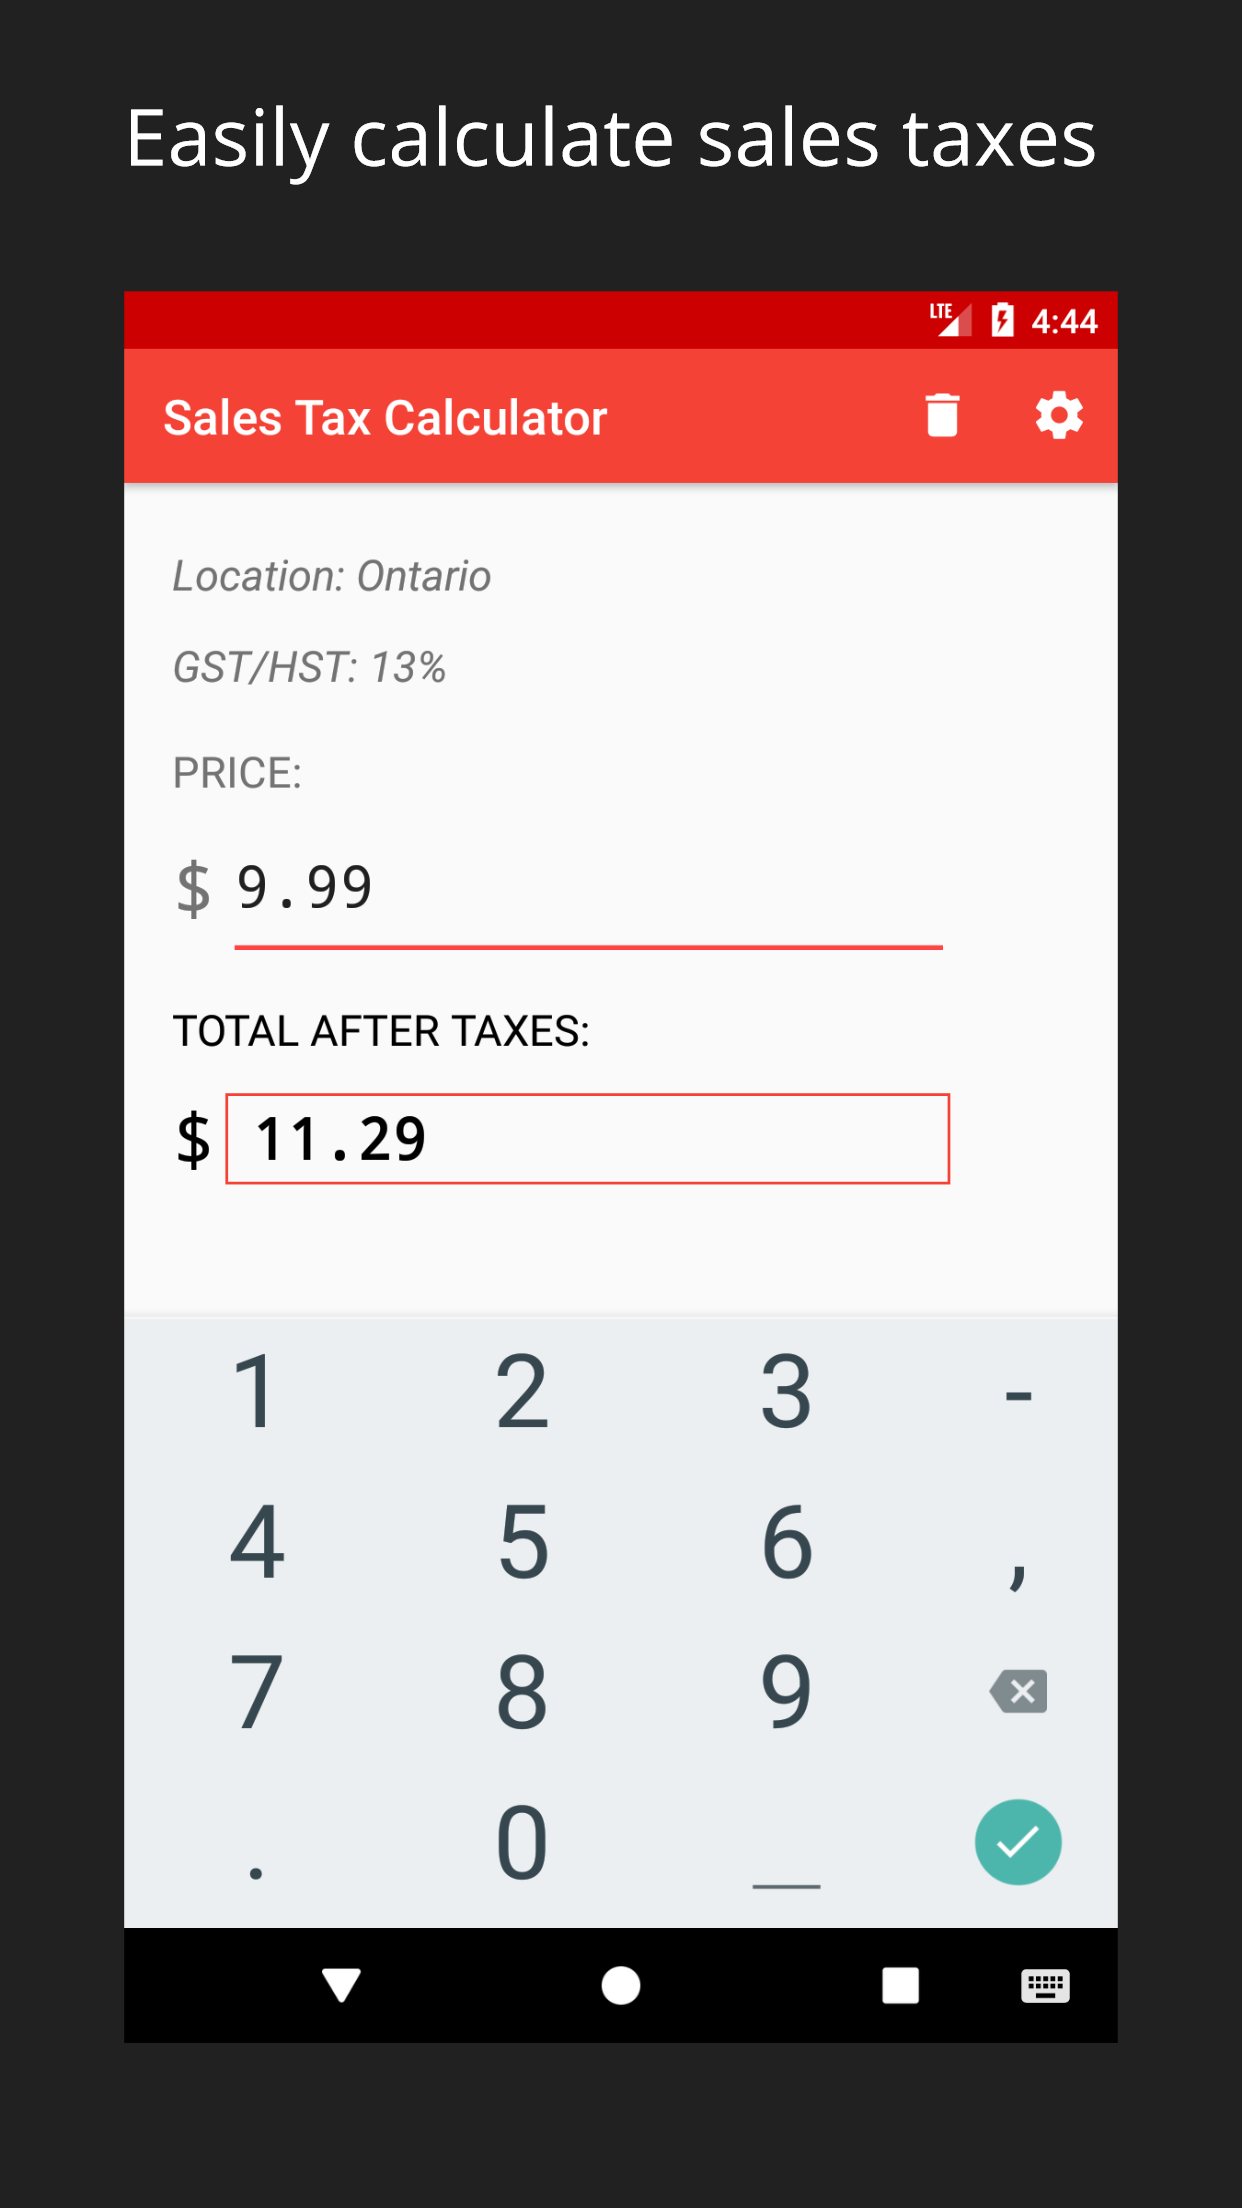 Easily calculate sales taxes
LTE 4:44
Sales Tax Calculator
Location: Ontario
GST/HST: 13%
PRICE:
$ 9.99
TOTAL AFTER TAXES:
$ 11.29
1 2 3 -
4 5 6 ,
7 8 9
. 0 _